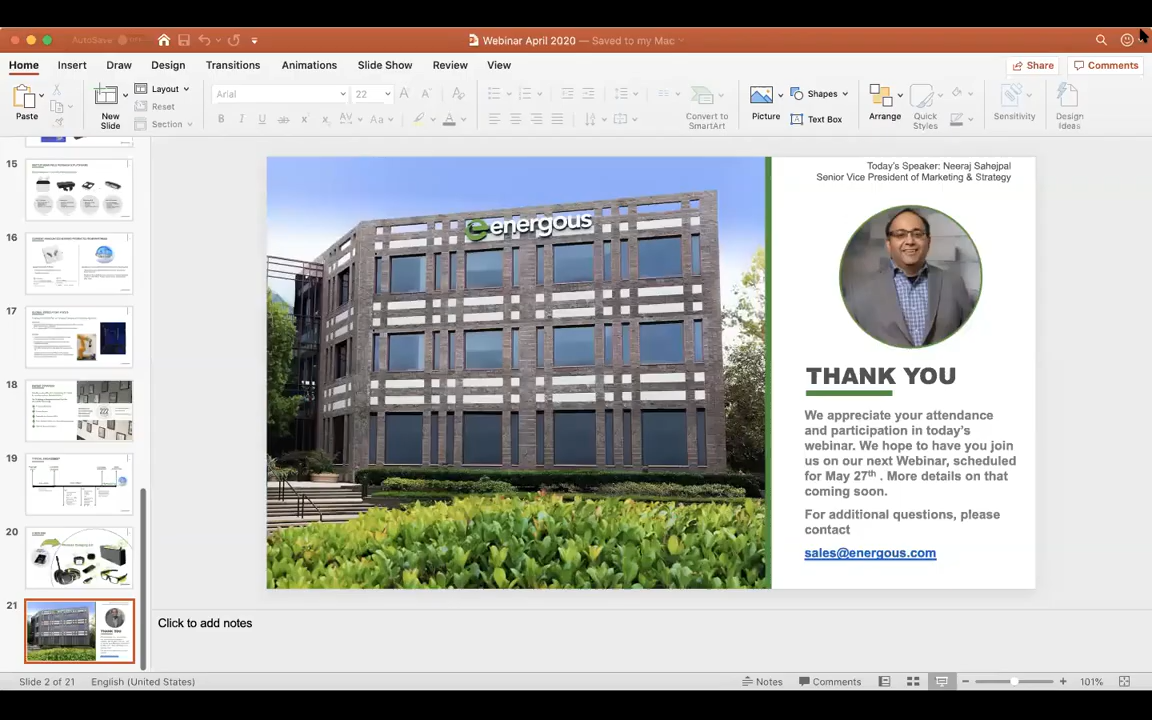 AutoSave
Webinar April 2020 — Saved to my Mac
Home Insert Draw Design Transitions Animations Slide Show Review View
Share Comments
Paste
New Slide
Layout
Reset
Section
Arial 22
Convert to SmartArt
Picture
Shapes
Text Box
Arrange
Quick Styles
Sensitivity
Design Ideas
15
16
17
18
19
20
21
energous
Today's Speaker: Neeraj Sahejpal
Senior Vice President of Marketing & Strategy
THANK YOU
We appreciate your attendance
and participation in today's
webinar. We hope to have you join
us on our next Webinar, scheduled
for May 27th . More details on that
coming soon.
For additional questions, please
contact
sales@energous.com
Click to add notes
Slide 2 of 21 English (United States) Notes Comments 101%